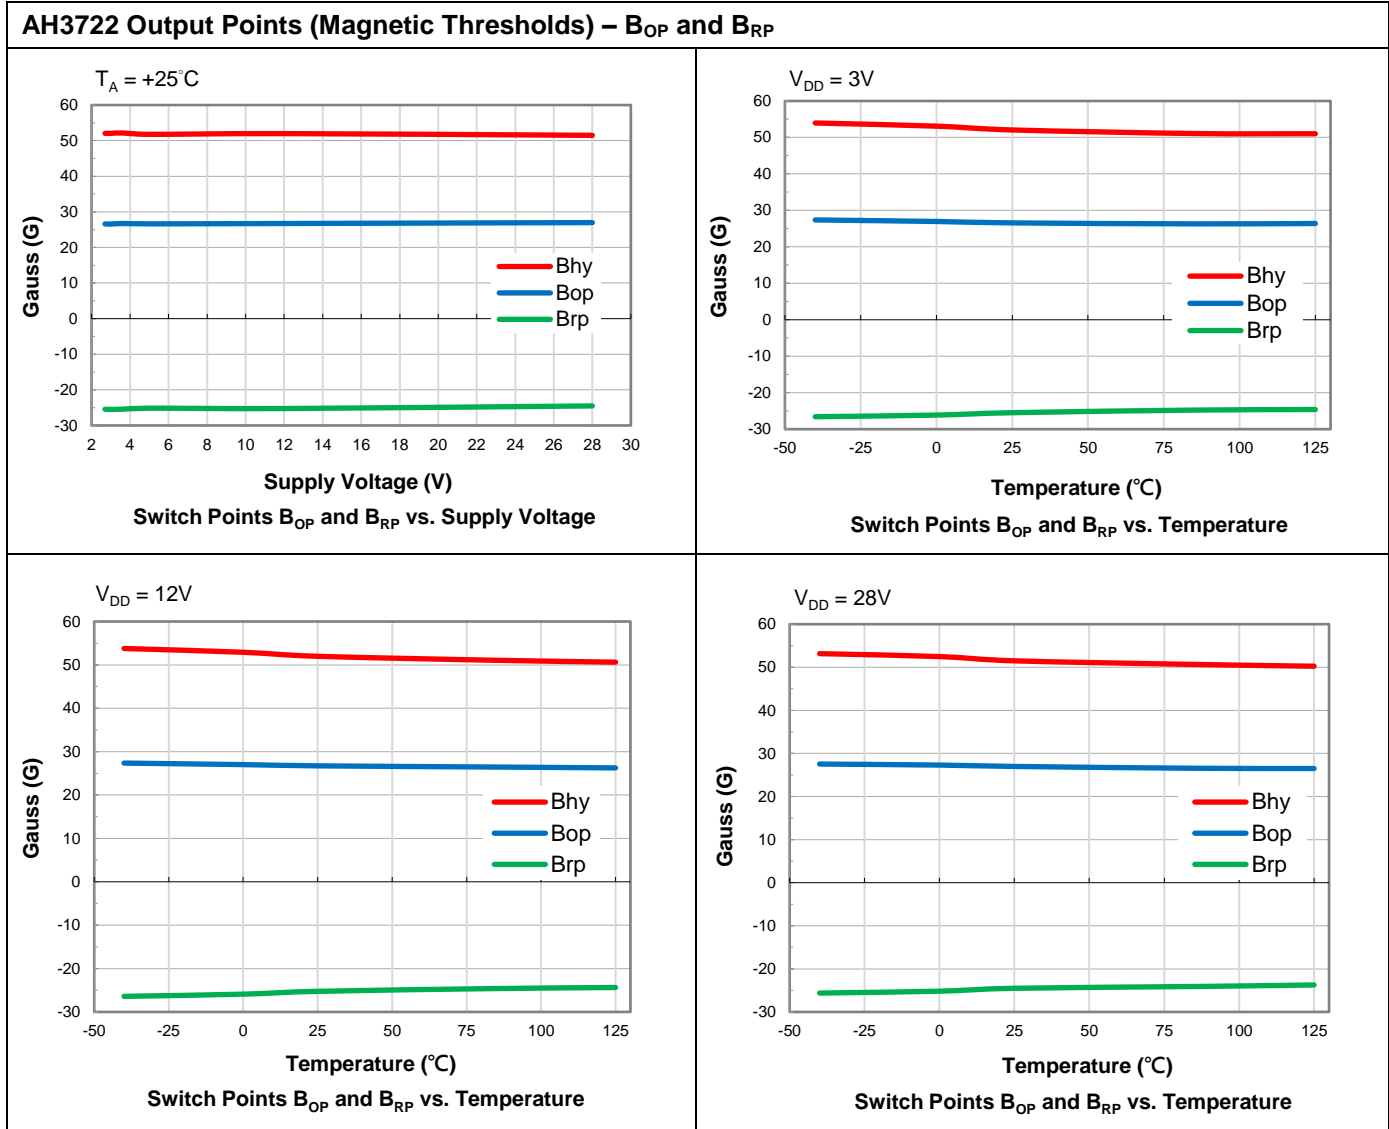 AH3722 Output Points (Magnetic Thresholds) – BOP and BRP
TA = +25°C
60
50
40
30
20
10
0
-10
-20
-30
Gauss (G)
Bhy
Bop
Brp
2 4 6 8 10 12 14 16 18 20 22 24 26 28 30
Supply Voltage (V)
Switch Points BOP and BRP vs. Supply Voltage
VDD = 3V
60
50
40
30
20
10
0
-10
-20
-30
Gauss (G)
Bhy
Bop
Brp
-50 -25 0 25 50 75 100 125
Temperature (℃)
Switch Points BOP and BRP vs. Temperature
VDD = 12V
60
50
40
30
20
10
0
-10
-20
-30
Gauss (G)
Bhy
Bop
Brp
-50 -25 0 25 50 75 100 125
Temperature (℃)
Switch Points BOP and BRP vs. Temperature
VDD = 28V
60
50
40
30
20
10
0
-10
-20
-30
Gauss (G)
Bhy
Bop
Brp
-50 -25 0 25 50 75 100 125
Temperature (℃)
Switch Points BOP and BRP vs. Temperature